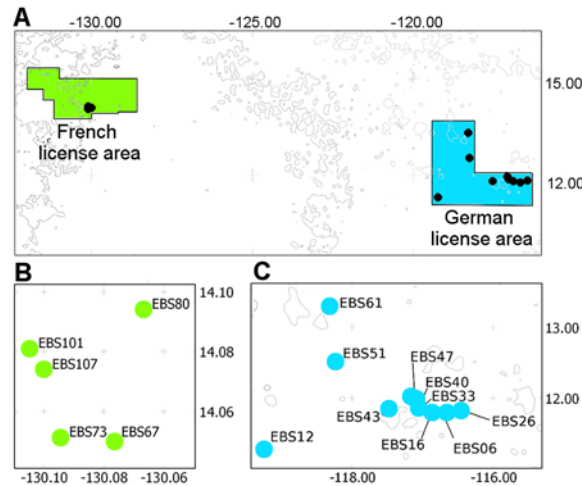 A
-130.00
-125.00
-120.00
15.00
12.00
French
license area
German
license area
B
14.10
14.08
14.06
-130.10
-130.08
-130.06
EBS80
EBS101
EBS107
EBS73
EBS67
C
EBS61
EBS51
EBS47
EBS40
EBS33
EBS43
EBS26
EBS12
EBS16
EBS06
13.00
12.00
-118.00
-116.00